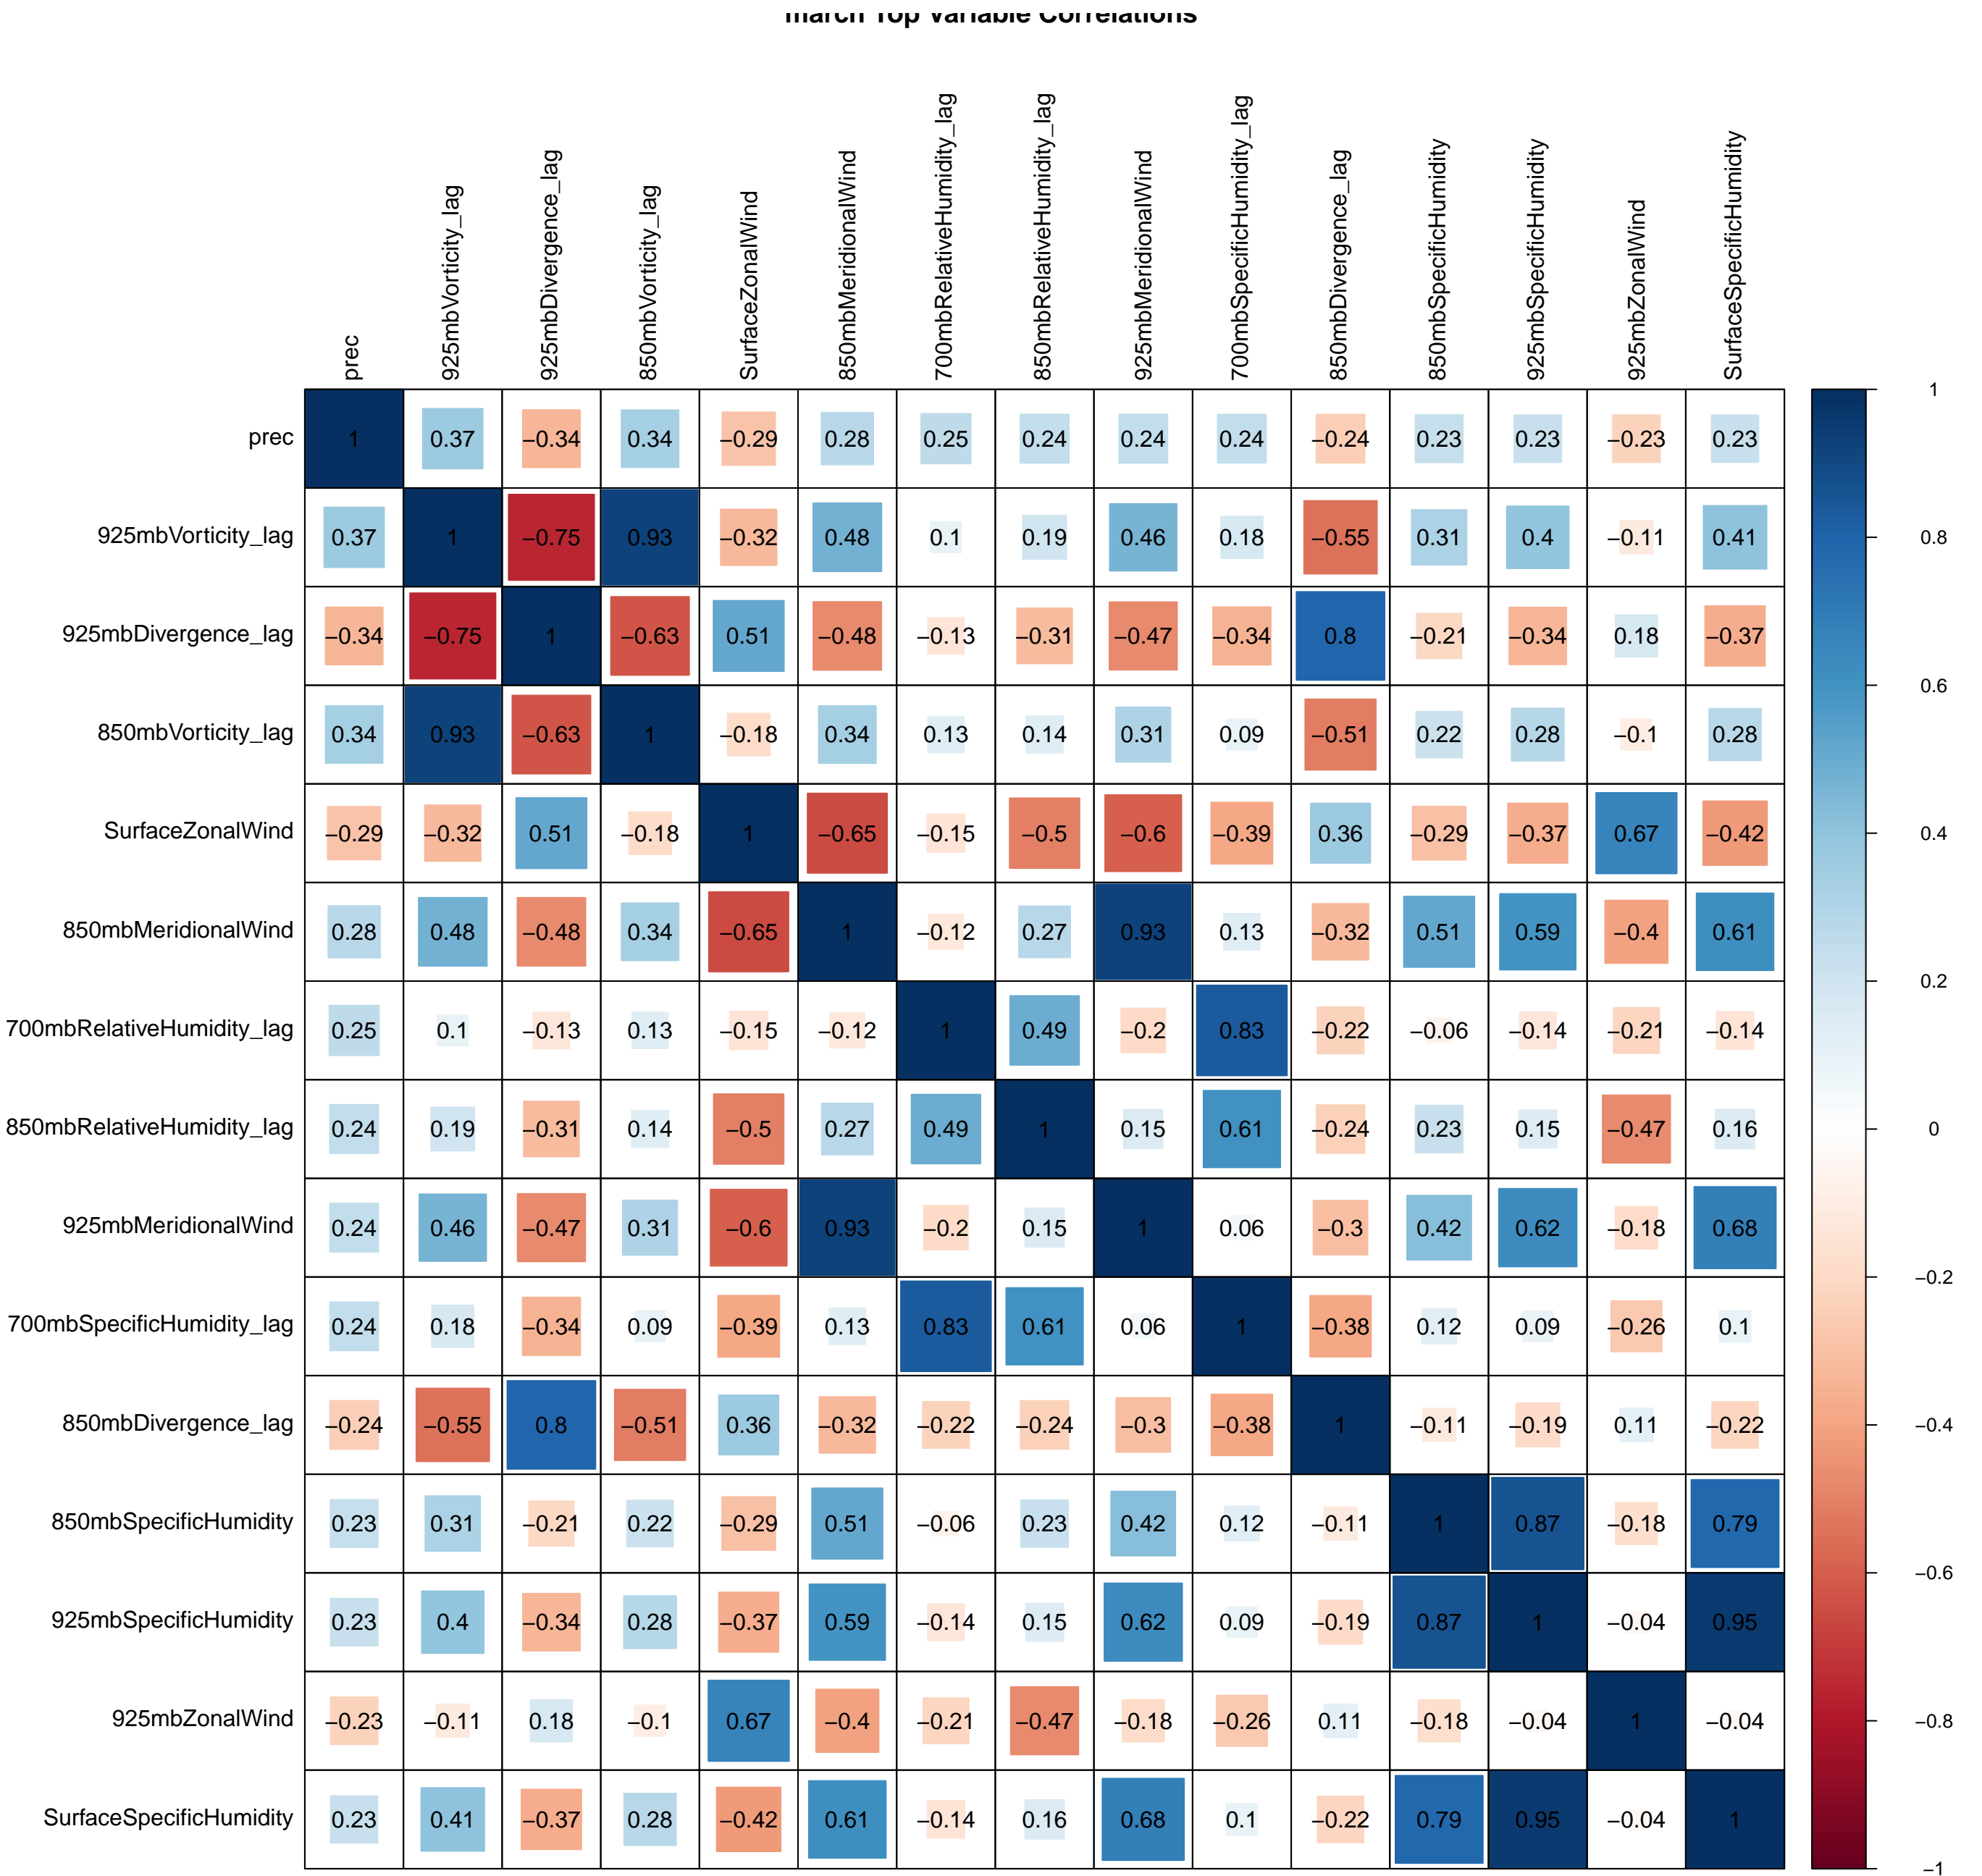 march Top Variable Correlations
prec
925mbVorticity_lag
925mbDivergence_lag
850mbVorticity_lag
SurfaceZonalWind
850mbMeridionalWind
700mbRelativeHumidity_lag
850mbRelativeHumidity_lag
925mbMeridionalWind
700mbSpecificHumidity_lag
850mbDivergence_lag
850mbSpecificHumidity
925mbSpecificHumidity
925mbZonalWind
SurfaceSpecificHumidity
prec 1 0.37 −0.34 0.34 −0.29 0.28 0.25 0.24 0.24 0.24 −0.24 0.23 0.23 −0.23 0.23
925mbVorticity_lag 0.37 1 −0.75 0.93 −0.32 0.48 0.1 0.19 0.46 0.18 −0.55 0.31 0.4 −0.11 0.41
925mbDivergence_lag −0.34 −0.75 1 −0.63 0.51 −0.48 −0.13 −0.31 −0.47 −0.34 0.8 −0.21 −0.34 0.18 −0.37
850mbVorticity_lag 0.34 0.93 −0.63 1 −0.18 0.34 0.13 0.14 0.31 0.09 −0.51 0.22 0.28 −0.1 0.28
SurfaceZonalWind −0.29 −0.32 0.51 −0.18 1 −0.65 −0.15 −0.5 −0.6 −0.39 0.36 −0.29 −0.37 0.67 −0.42
850mbMeridionalWind 0.28 0.48 −0.48 0.34 −0.65 1 −0.12 0.27 0.93 0.13 −0.32 0.51 0.59 −0.4 0.61
700mbRelativeHumidity_lag 0.25 0.1 −0.13 0.13 −0.15 −0.12 1 0.49 −0.2 0.83 −0.22 −0.06 −0.14 −0.21 −0.14
850mbRelativeHumidity_lag 0.24 0.19 −0.31 0.14 −0.5 0.27 0.49 1 0.15 0.61 −0.24 0.23 0.15 −0.47 0.16
925mbMeridionalWind 0.24 0.46 −0.47 0.31 −0.6 0.93 −0.2 0.15 1 0.06 −0.3 0.42 0.62 −0.18 0.68
700mbSpecificHumidity_lag 0.24 0.18 −0.34 0.09 −0.39 0.13 0.83 0.61 0.06 1 −0.38 0.12 0.09 −0.26 0.1
850mbDivergence_lag −0.24 −0.55 0.8 −0.51 0.36 −0.32 −0.22 −0.24 −0.3 −0.38 1 −0.11 −0.19 0.11 −0.22
850mbSpecificHumidity 0.23 0.31 −0.21 0.22 −0.29 0.51 −0.06 0.23 0.42 0.12 −0.11 1 0.87 −0.18 0.79
925mbSpecificHumidity 0.23 0.4 −0.34 0.28 −0.37 0.59 −0.14 0.15 0.62 0.09 −0.19 0.87 1 −0.04 0.95
925mbZonalWind −0.23 −0.11 0.18 −0.1 0.67 −0.4 −0.21 −0.47 −0.18 −0.26 0.11 −0.18 −0.04 1 −0.04
SurfaceSpecificHumidity 0.23 0.41 −0.37 0.28 −0.42 0.61 −0.14 0.16 0.68 0.1 −0.22 0.79 0.95 −0.04 1
1
0.8
0.6
0.4
0.2
0
−0.2
−0.4
−0.6
−0.8
−1